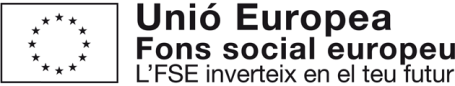 Unió Europea
Fons social europeu
L'FSE inverteix en el teu futur